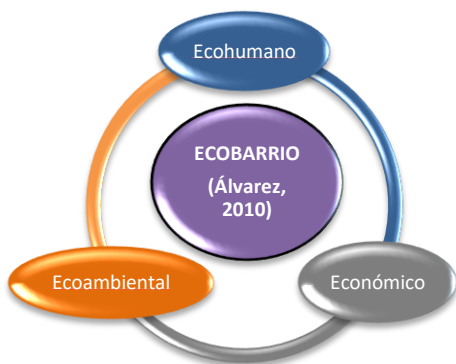 Ecohumano
ECOBARRIO
(Álvarez,
2010)
Ecoambiental
Económico